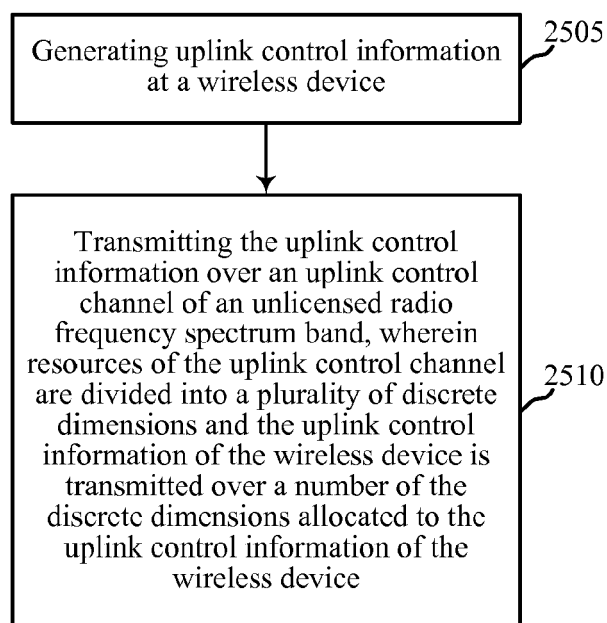 Generating uplink control information
at a wireless device
2505
Transmitting the uplink control
information over an uplink control
channel of an unlicensed radio
frequency spectrum band, wherein
resources of the uplink control channel
are divided into a plurality of discrete
dimensions and the uplink control
information of the wireless device is
transmitted over a number of the
discrete dimensions allocated to the
uplink control information of the
wireless device
2510